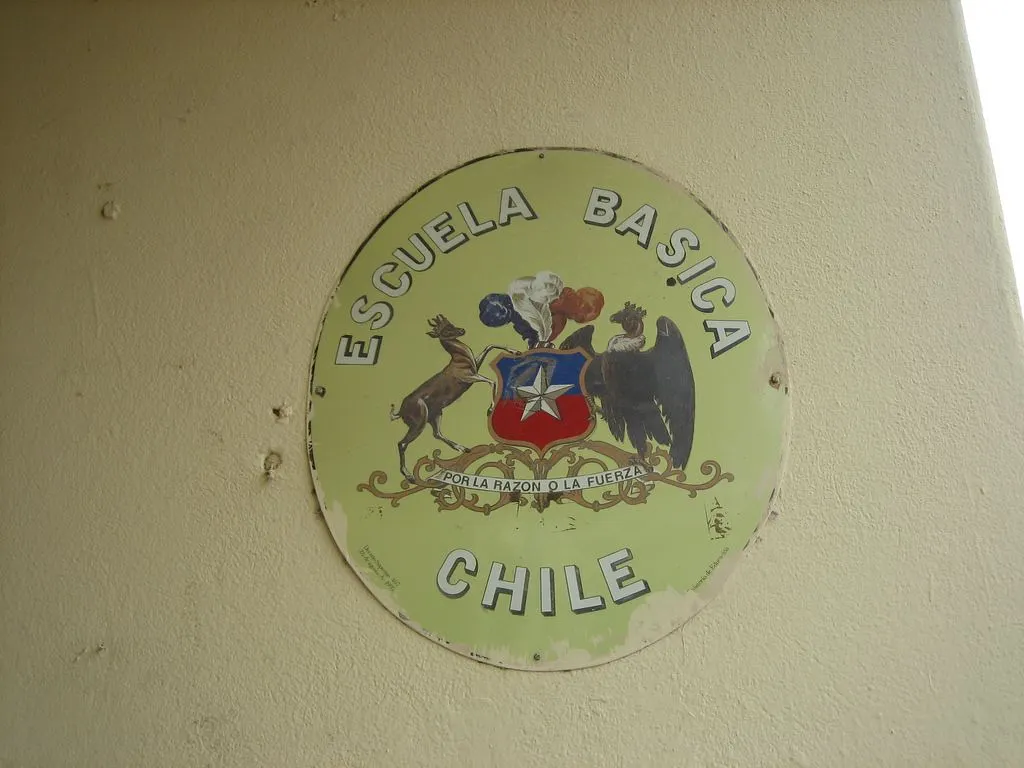 ESCUELA BASICA
POR LA RAZON O LA FUERZA
CHILE